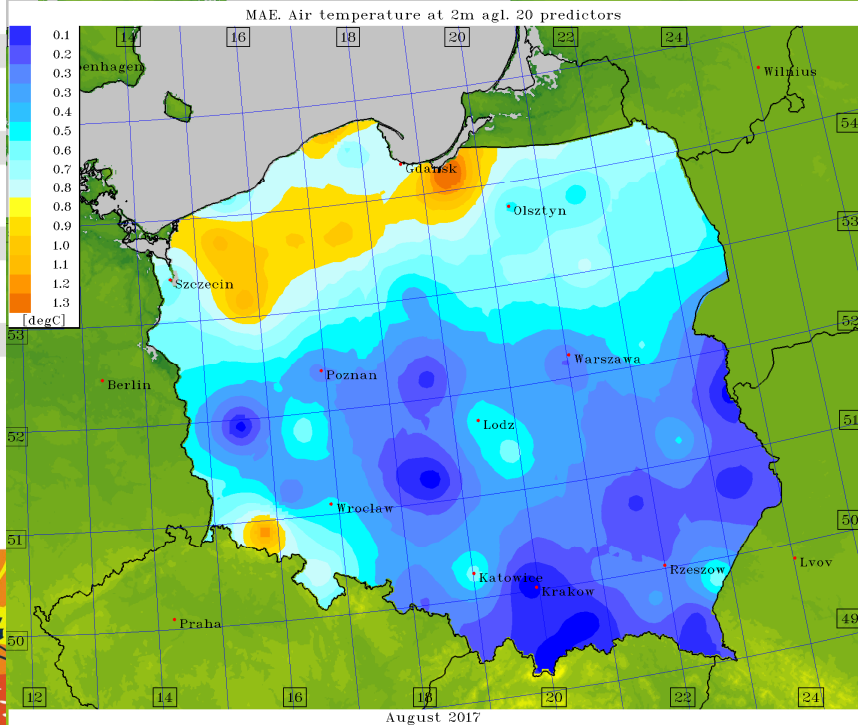 MAE. Air temperature at 2m agl. 20 predictors
0.1
0.2
0.3
0.3
0.4
0.5
0.6
0.7
0.8
0.8
0.9
1.0
1.1
1.2
1.3
[degC]
14
16
18
20
22
24
enhagen
Wilnius
54
Gdansk
Olsztyn
53
Szczecin
52
53
Warszawa
Poznan
Berlin
51
Lodz
52
Wroclaw
50
51
Lvov
Rzeszow
Katowice
Krakow
49
Praha
50
12
14
16
18
20
22
24
August 2017